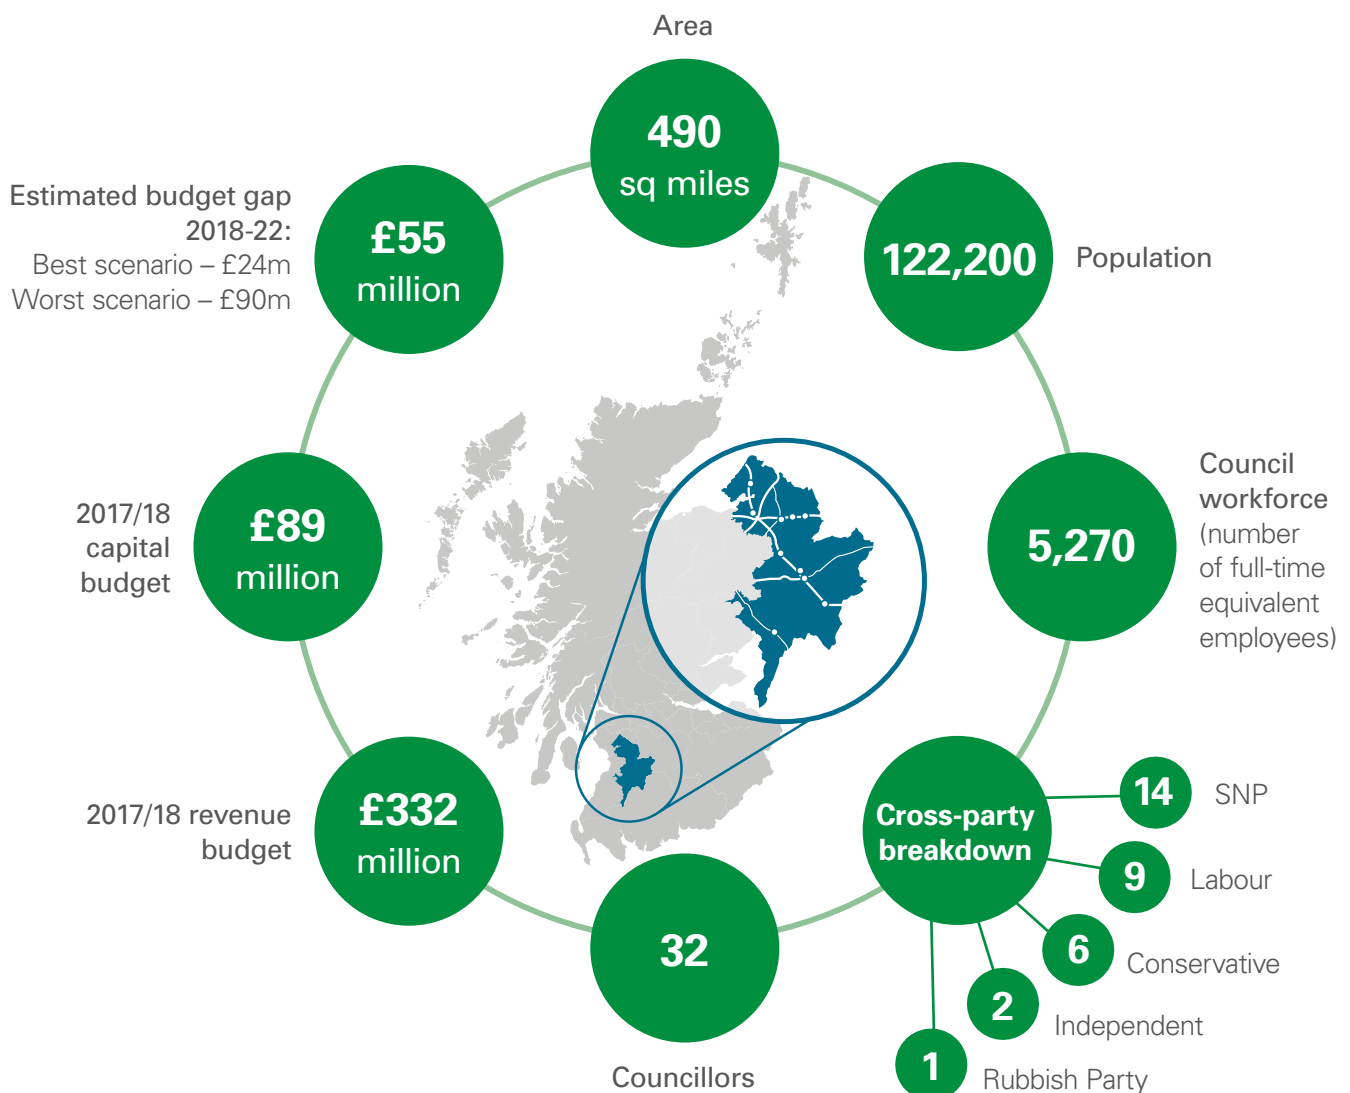 Area
490
sq miles
122,200
Population
5,270
Council
workforce
(number
of full-time
equivalent
employees)
Cross-party
breakdown
14
SNP
9
Labour
6
Conservative
2
Independent
1
Rubbish Party
32
Councillors
2017/18 revenue
budget
£332
million
2017/18
capital
budget
£89
million
Estimated budget gap
2018-22:
Best scenario – £24m
Worst scenario – £90m
£55
million